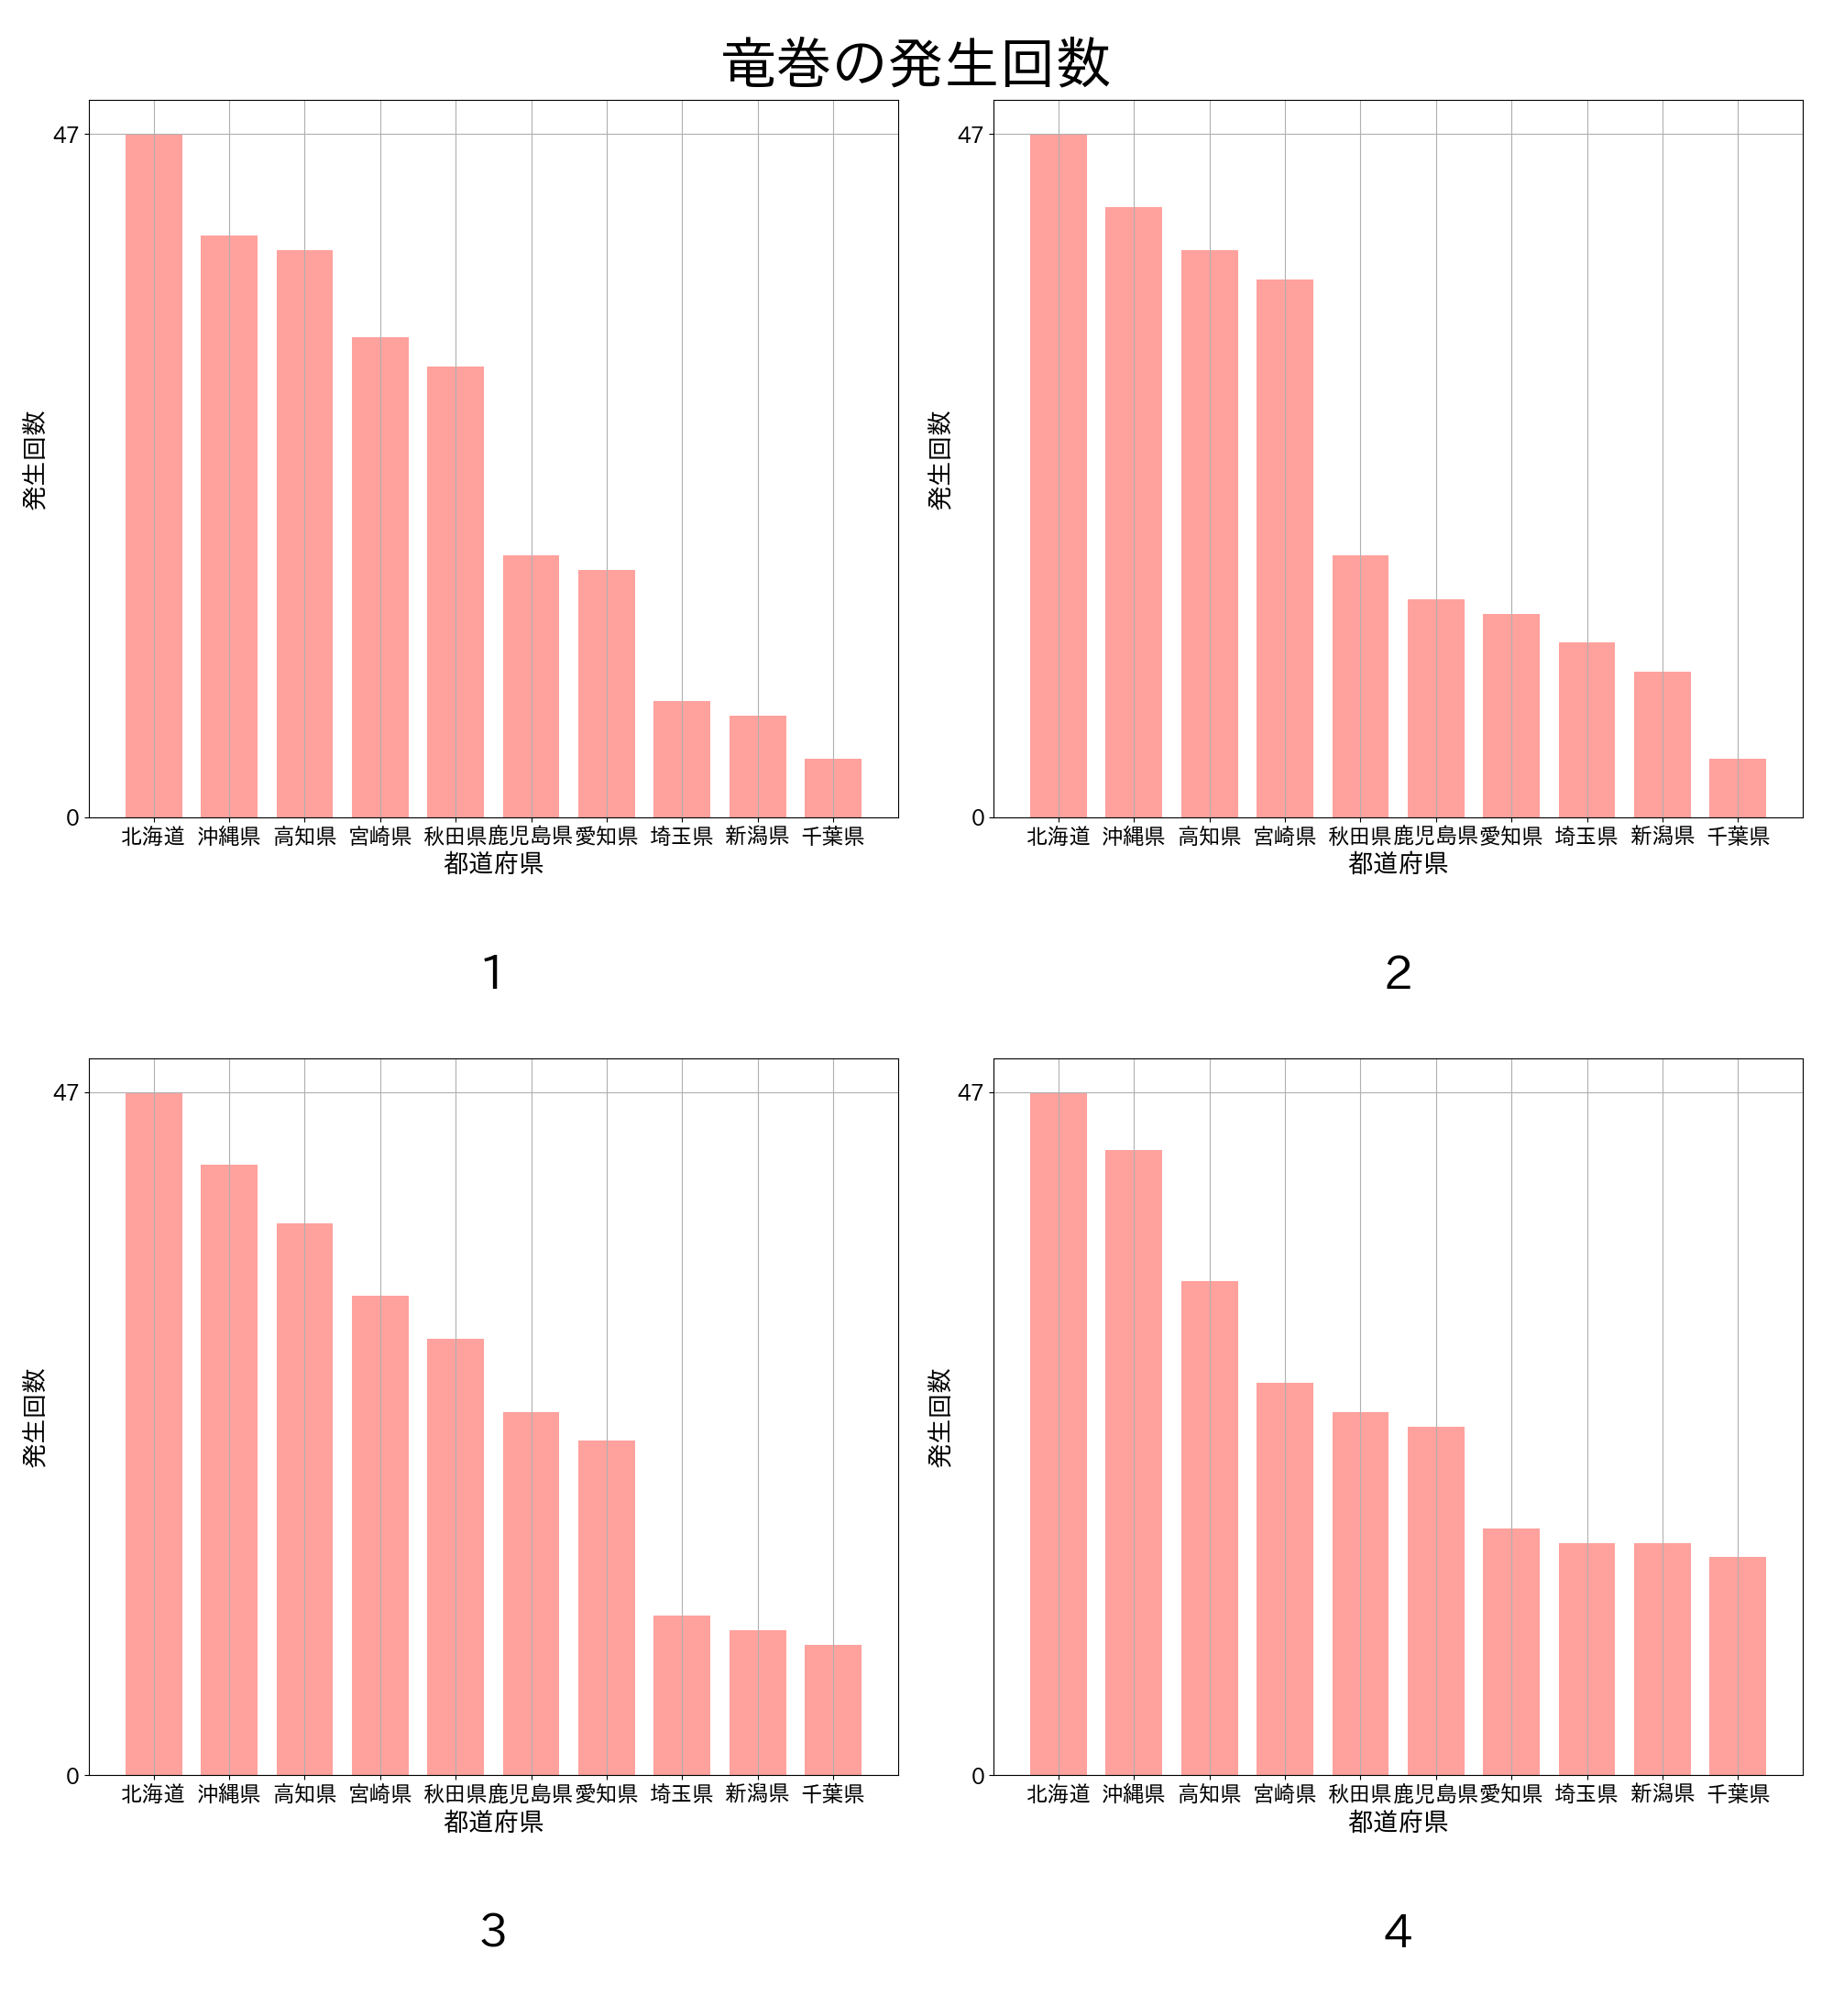 竜巻の発生回数
47
0
発生回数
北海道 沖縄県 高知県 宮崎県 秋田県 鹿児島県 愛知県 埼玉県 新潟県 千葉県
都道府県
1
47
0
発生回数
北海道 沖縄県 高知県 宮崎県 秋田県 鹿児島県 愛知県 埼玉県 新潟県 千葉県
都道府県
2
47
0
発生回数
北海道 沖縄県 高知県 宮崎県 秋田県 鹿児島県 愛知県 埼玉県 新潟県 千葉県
都道府県
3
47
0
発生回数
北海道 沖縄県 高知県 宮崎県 秋田県 鹿児島県 愛知県 埼玉県 新潟県 千葉県
都道府県
4